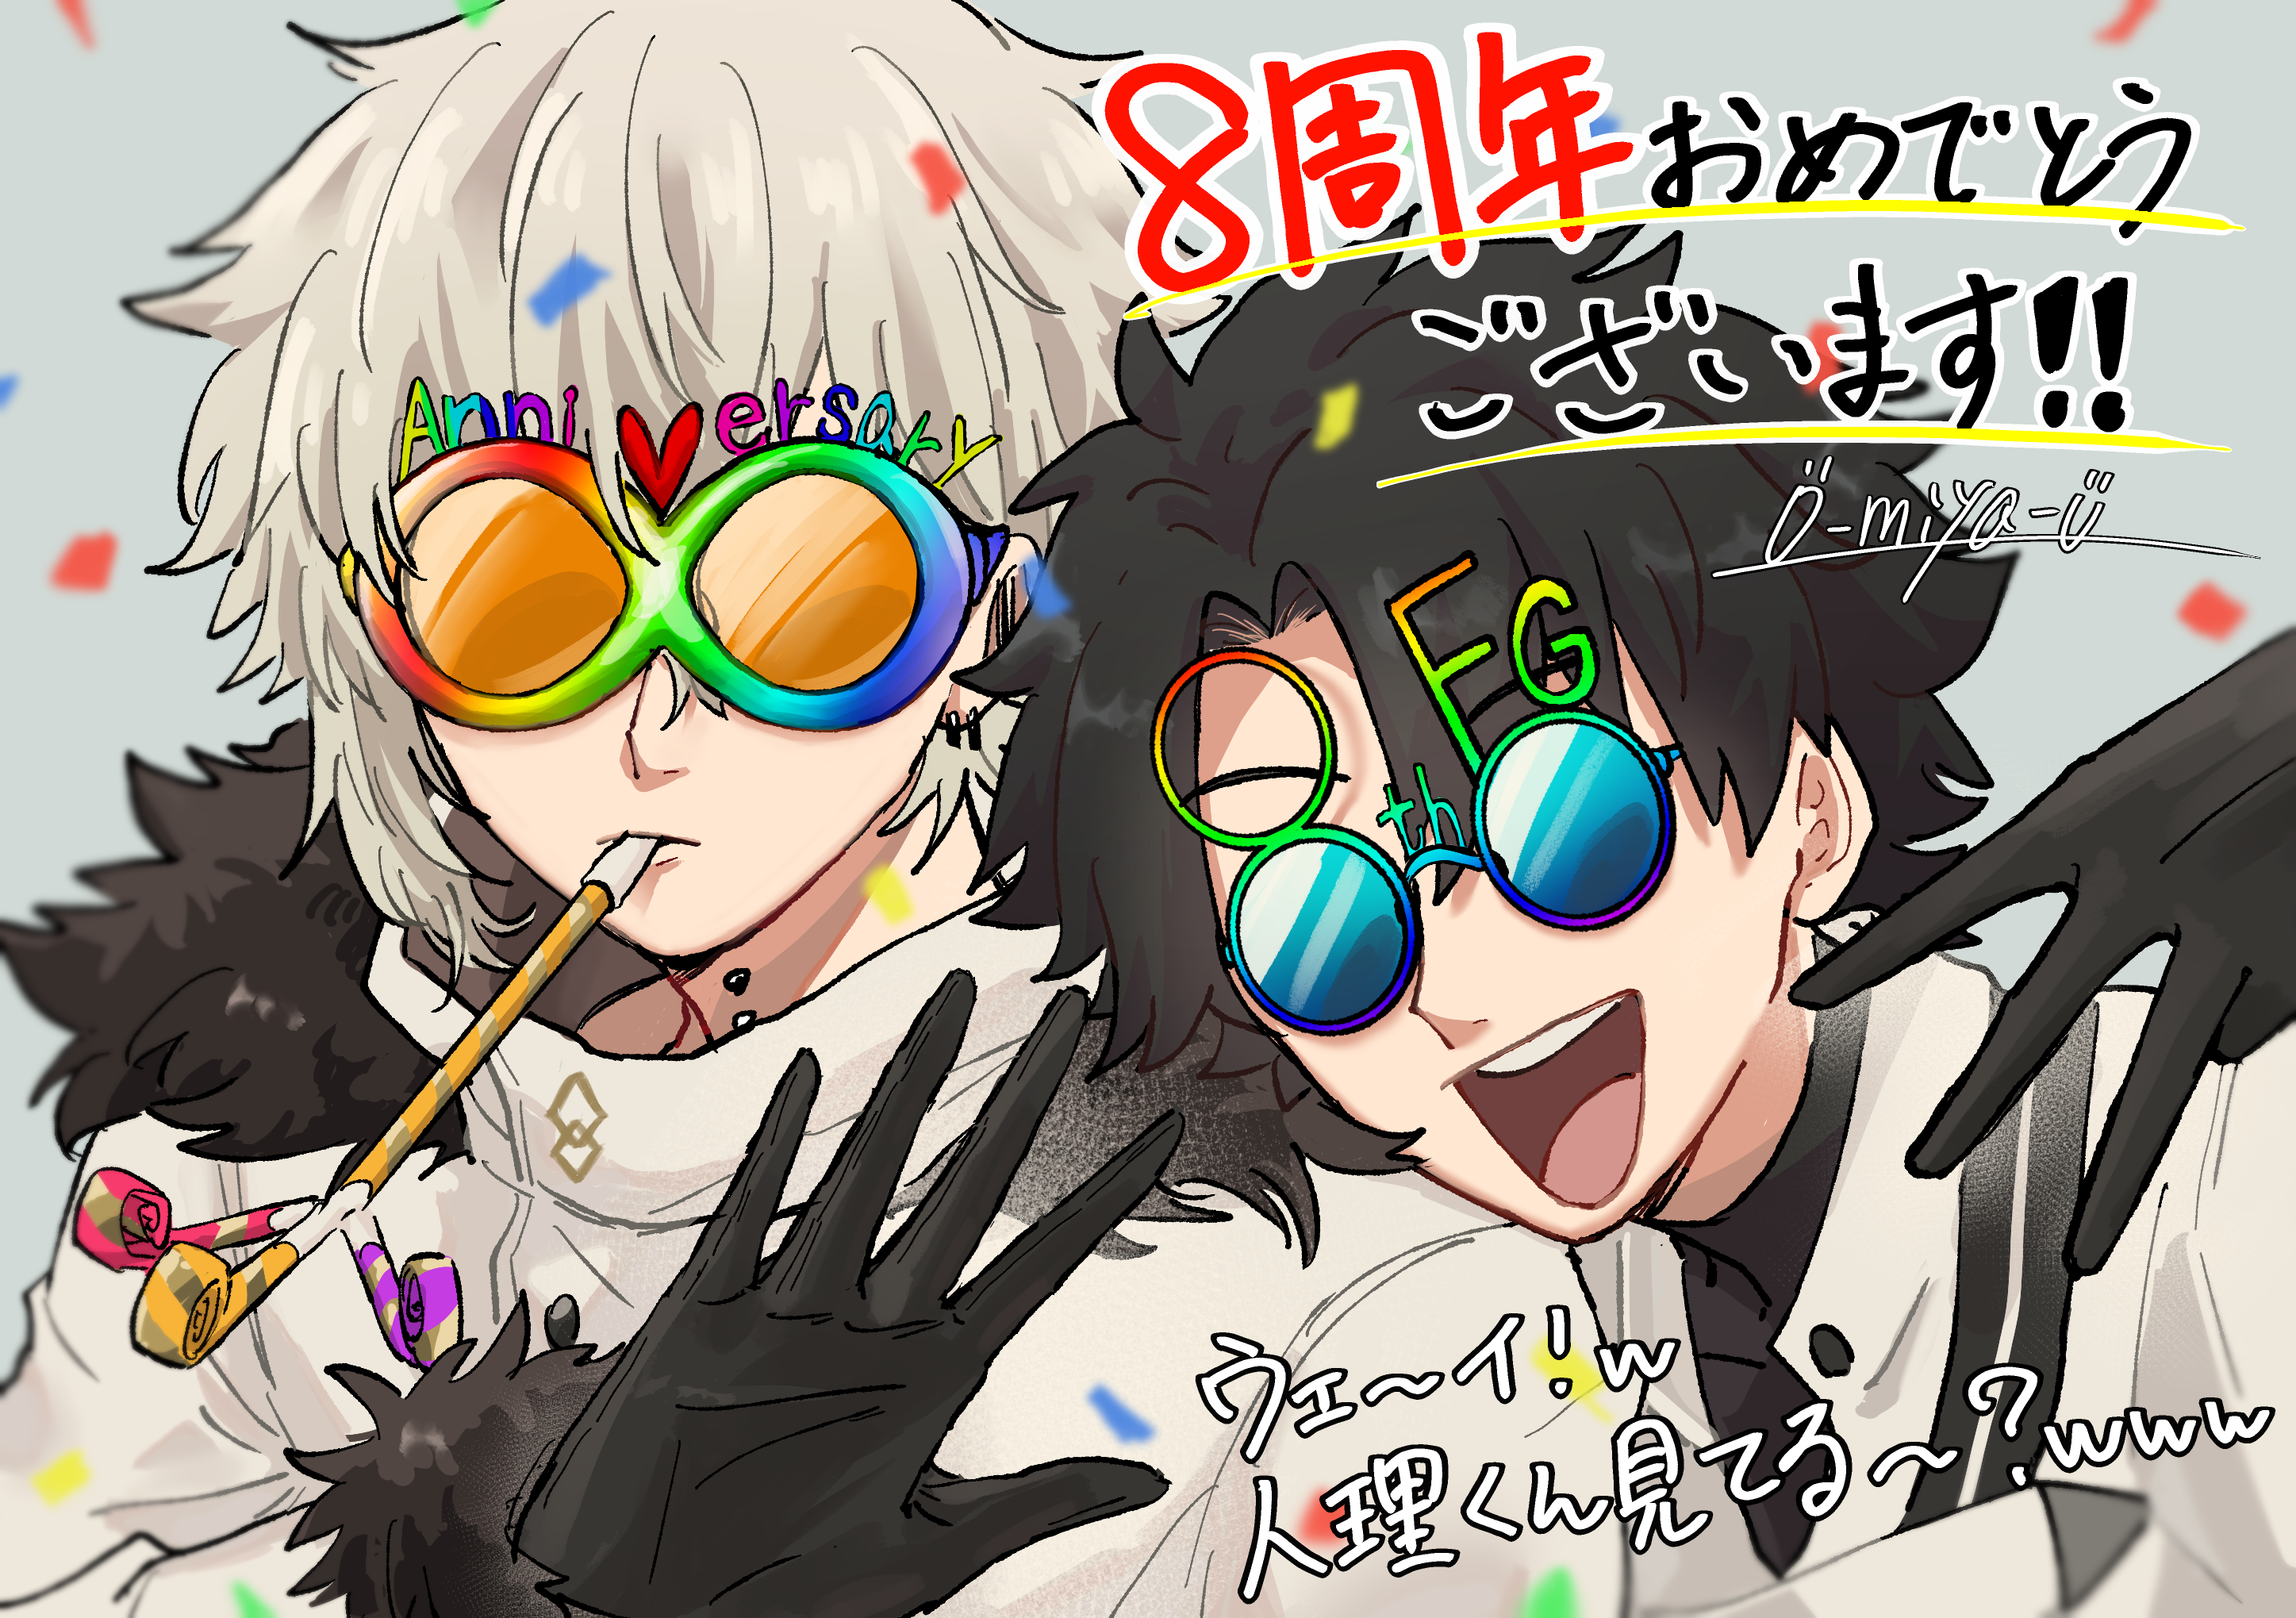 8周年おめでとう
ございます!!
Ö-miya-ü
Anni♥ersary
FG
8th
ウェ〜イ!w
人理くん見てる〜?www